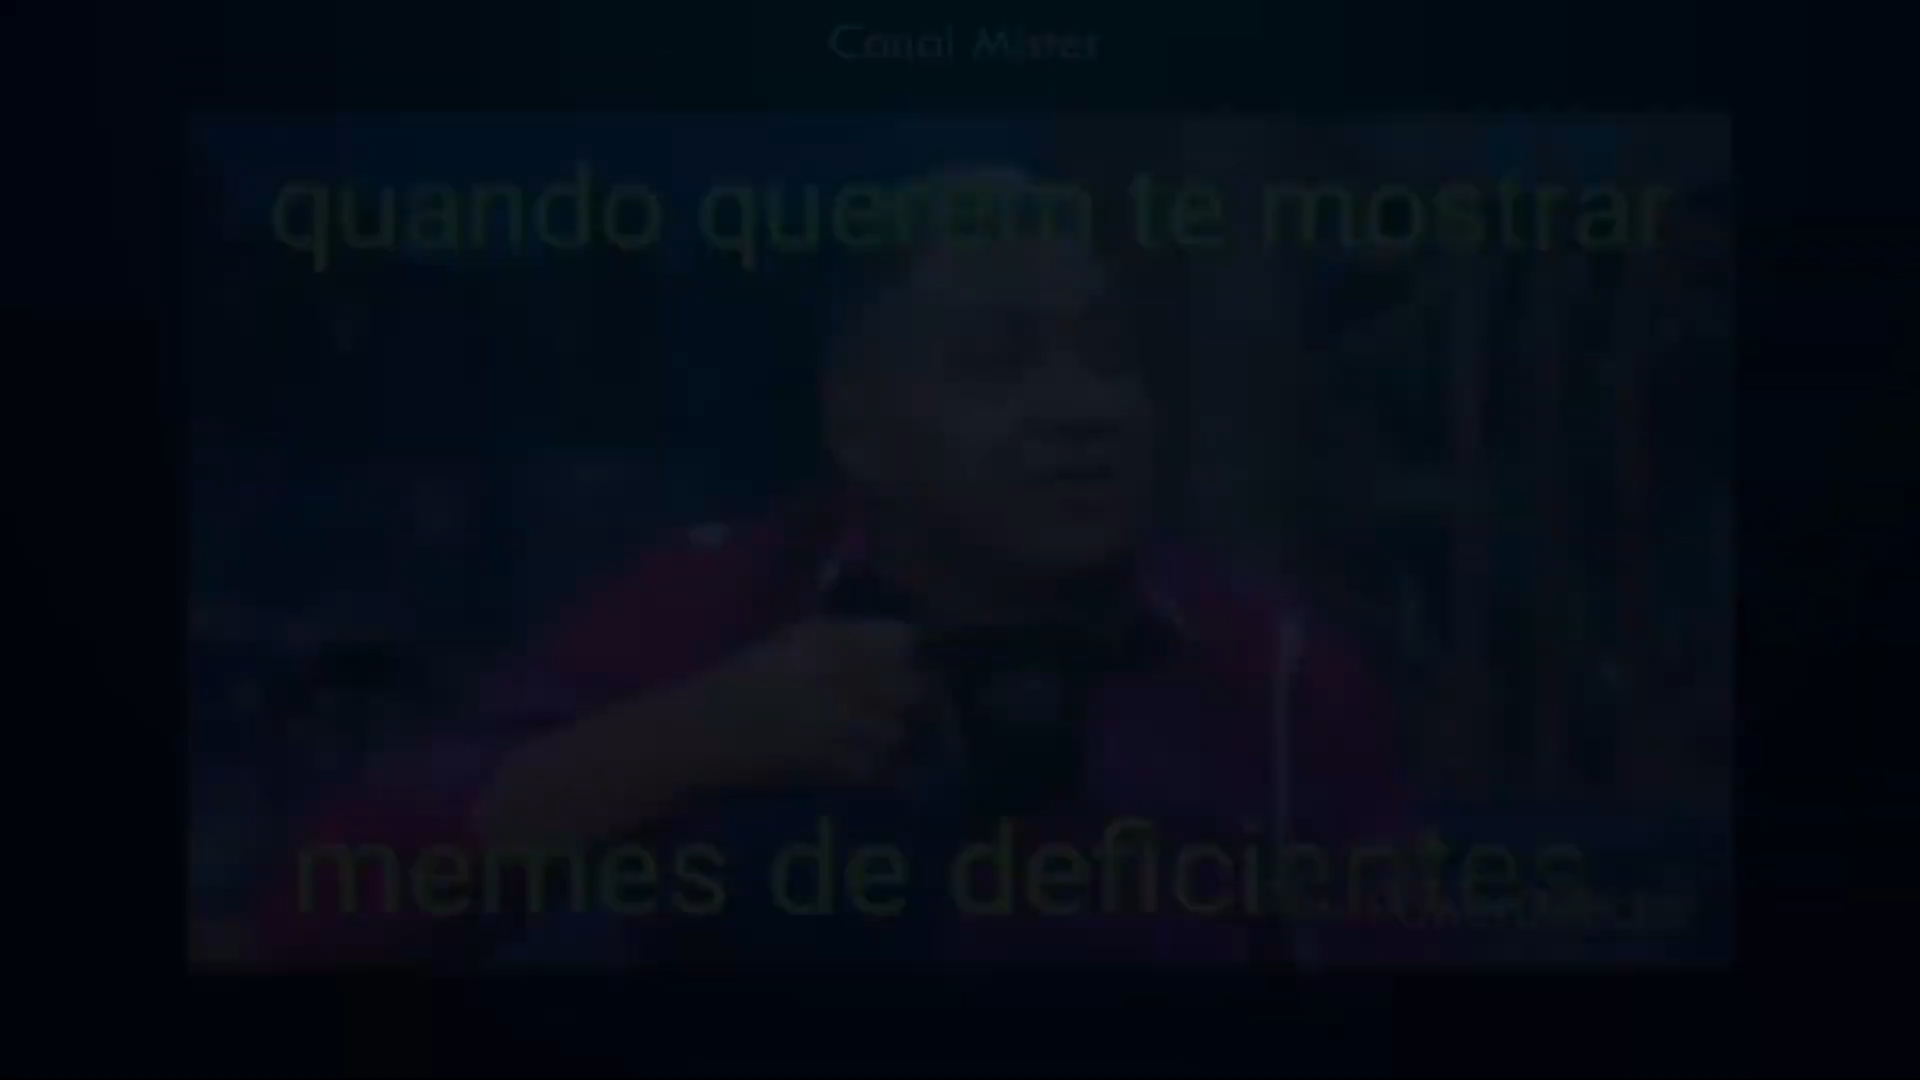 Canal Mister
quando querem te mostrar
memes de deficientes